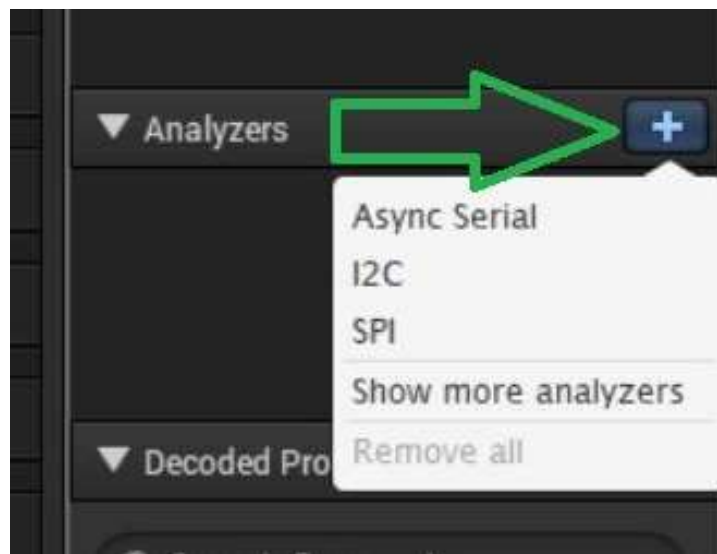 Analyzers
+
Async Serial
I2C
SPI
Show more analyzers
Remove all
Decoded Pro